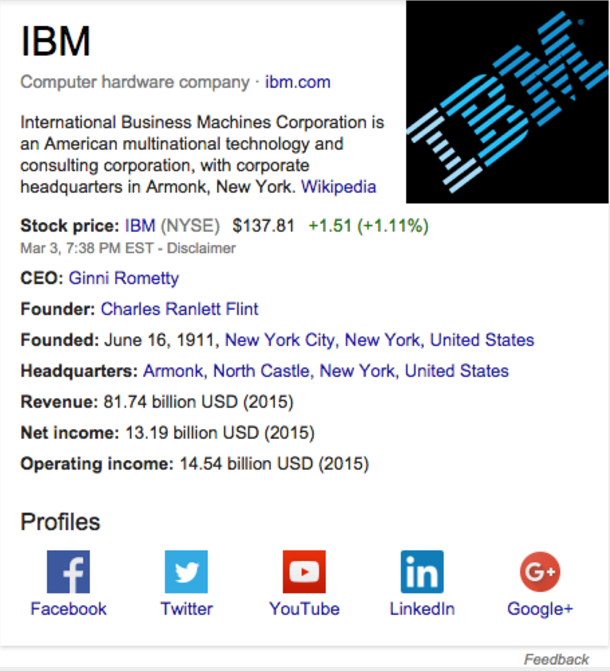 IBM
Computer hardware company · ibm.com
IBM
International Business Machines Corporation is
an American multinational technology and
consulting corporation, with corporate
headquarters in Armonk, New York. Wikipedia
Stock price: IBM (NYSE) $137.81 +1.51 (+1.11%)
Mar 3, 7:38 PM EST - Disclaimer
CEO: Ginni Rometty
Founder: Charles Ranlett Flint
Founded: June 16, 1911, New York City, New York, United States
Headquarters: Armonk, North Castle, New York, United States
Revenue: 81.74 billion USD (2015)
Net income: 13.19 billion USD (2015)
Operating income: 14.54 billion USD (2015)
Profiles
f
in
G+
Facebook Twitter YouTube LinkedIn Google+
Feedback